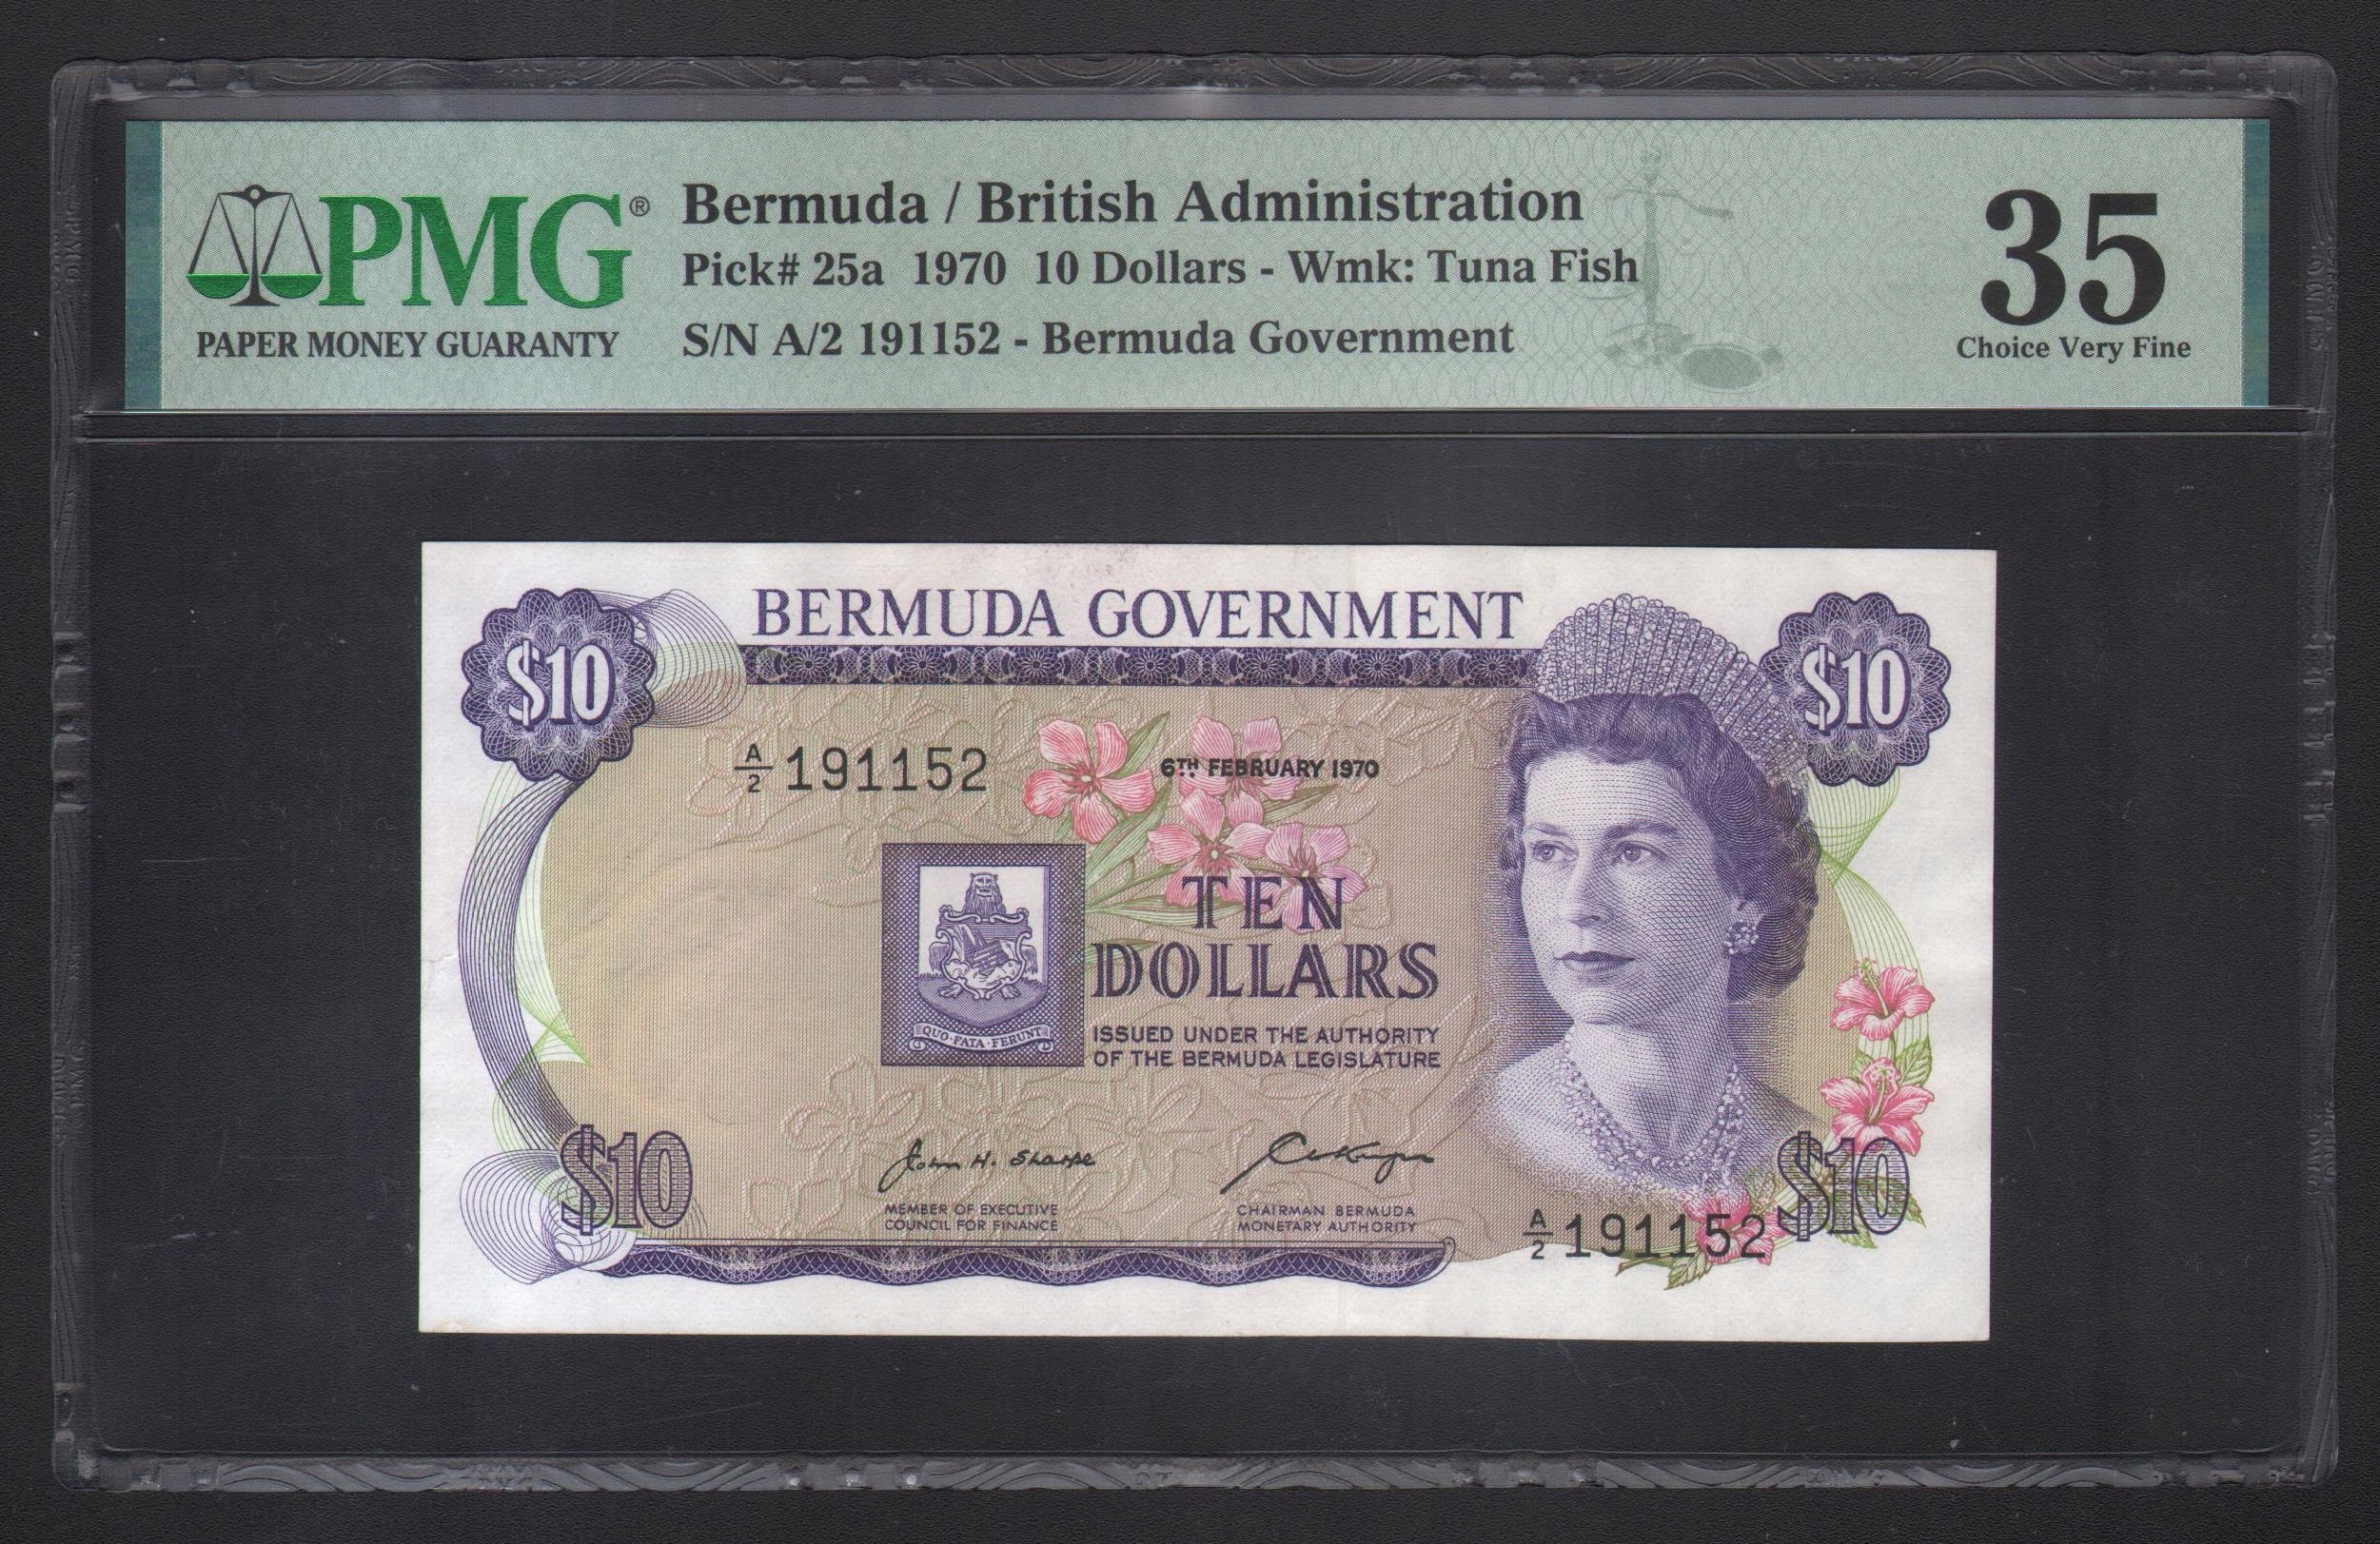 PMG®
PAPER MONEY GUARANTY
Bermuda / British Administration
Pick# 25a 1970 10 Dollars - Wmk: Tuna Fish
S/N A/2 191152 - Bermuda Government
35
Choice Very Fine
BERMUDA GOVERNMENT
$10
$10
A/2 191152
6TH FEBRUARY 1970
TEN
DOLLARS
QUO · FATA · FERUNT
ISSUED UNDER THE AUTHORITY
OF THE BERMUDA LEGISLATURE
$10
John H. Sharpe
MEMBER OF EXECUTIVE
COUNCIL FOR FINANCE
CHAIRMAN BERMUDA
MONETARY AUTHORITY
$10
A/2 191152